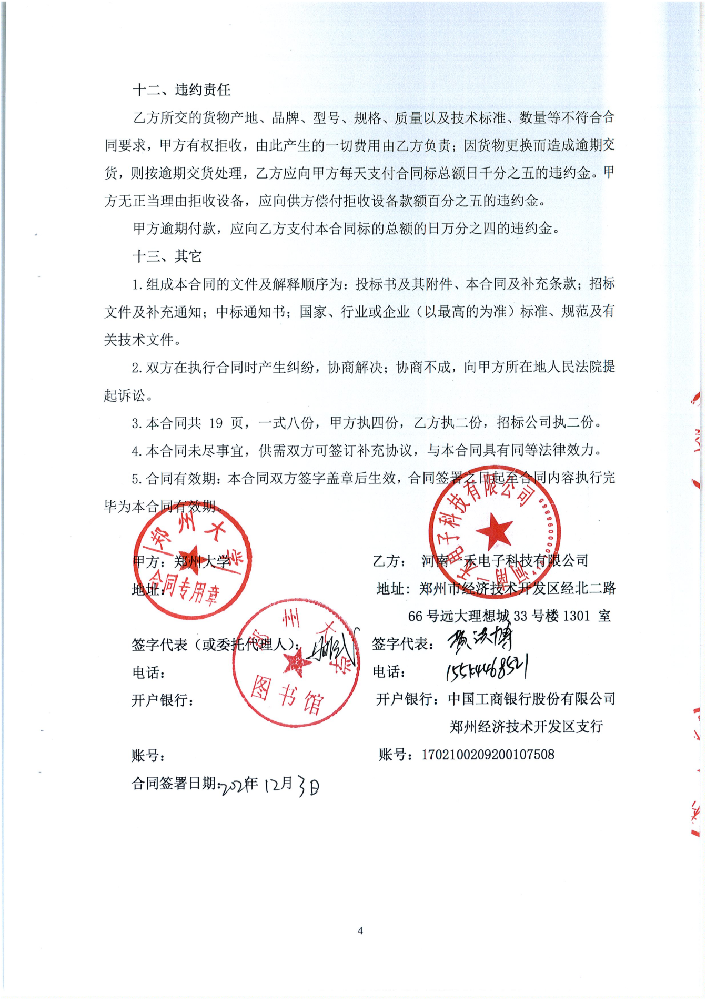 十二、违约责任
乙方所交的货物产地、品牌、型号、规格、质量以及技术标准、数量等不符合合
同要求，甲方有权拒收，由此产生的一切费用由乙方负责；因货物更换而造成逾期交
货，则按逾期交货处理，乙方应向甲方每天支付合同标总额日千分之五的违约金。甲
方无正当理由拒收设备，应向供方偿付拒收设备款额百分之五的违约金。
甲方逾期付款，应向乙方支付本合同标的总额的日万分之四的违约金。
十三、其它
1.组成本合同的文件及解释顺序为：投标书及其附件、本合同及补充条款；招标
文件及补充通知；中标通知书；国家、行业或企业（以最高的为准）标准、规范及有
关技术文件。
2.双方在执行合同时产生纠纷，协商解决；协商不成，向甲方所在地人民法院提
起诉讼。
3.本合同共 19 页，一式八份，甲方执四份，乙方执二份，招标公司执二份。
4.本合同未尽事宜，供需双方可签订补充协议，与本合同具有同等法律效力。
5.合同有效期：本合同双方签字盖章后生效，合同签署之日起至合同内容执行完
毕为本合同有效期。
郑州大学
合同专用章
河南一禾电子科技有限公司
甲方：郑州大学
乙方： 河南一禾电子科技有限公司
地址：
地址：郑州市经济技术开发区经北二路
66 号远大理想城 33 号楼 1301 室
郑州大学
图书馆
签字代表（或委托代理人）：
签字代表：
电话：
电话： 15544468521
开户银行：
开户银行：中国工商银行股份有限公司
郑州经济技术开发区支行
账号：
账号：1702100209200107508
合同签署日期：2021年12月3日
4